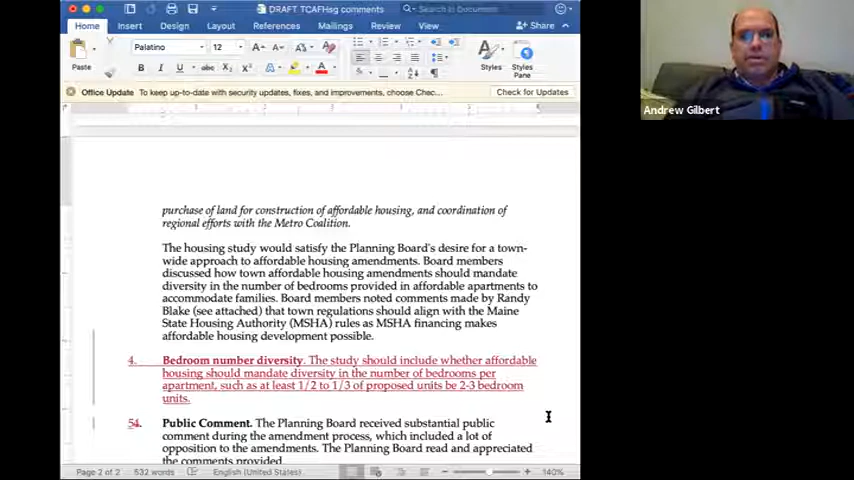 DRAFT TCAFHsg comments
Search in Document
Home Insert Design Layout References Mailings Review View Share
Palatino 12
Paste
B I U abc X₂ X²
Styles Styles Pane
Office Update To keep up-to-date with security updates, fixes, and improvements, choose Chec... Check for Updates
Andrew Gilbert
purchase of land for construction of affordable housing, and coordination of
regional efforts with the Metro Coalition.
The housing study would satisfy the Planning Board's desire for a town-
wide approach to affordable housing amendments. Board members
discussed how town affordable housing amendments should mandate
diversity in the number of bedrooms provided in affordable apartments to
accommodate families. Board members noted comments made by Randy
Blake (see attached) that town regulations should align with the Maine
State Housing Authority (MSHA) rules as MSHA financing makes
affordable housing development possible.
4. Bedroom number diversity. The study should include whether affordable
housing should mandate diversity in the number of bedrooms per
apartment, such as at least 1/2 to 1/3 of proposed units be 2-3 bedroom
units.
54. Public Comment. The Planning Board received substantial public
comment during the amendment process, which included a lot of
opposition to the amendments. The Planning Board read and appreciated
the comments provided.
Page 2 of 2 532 words English (United States) 140%